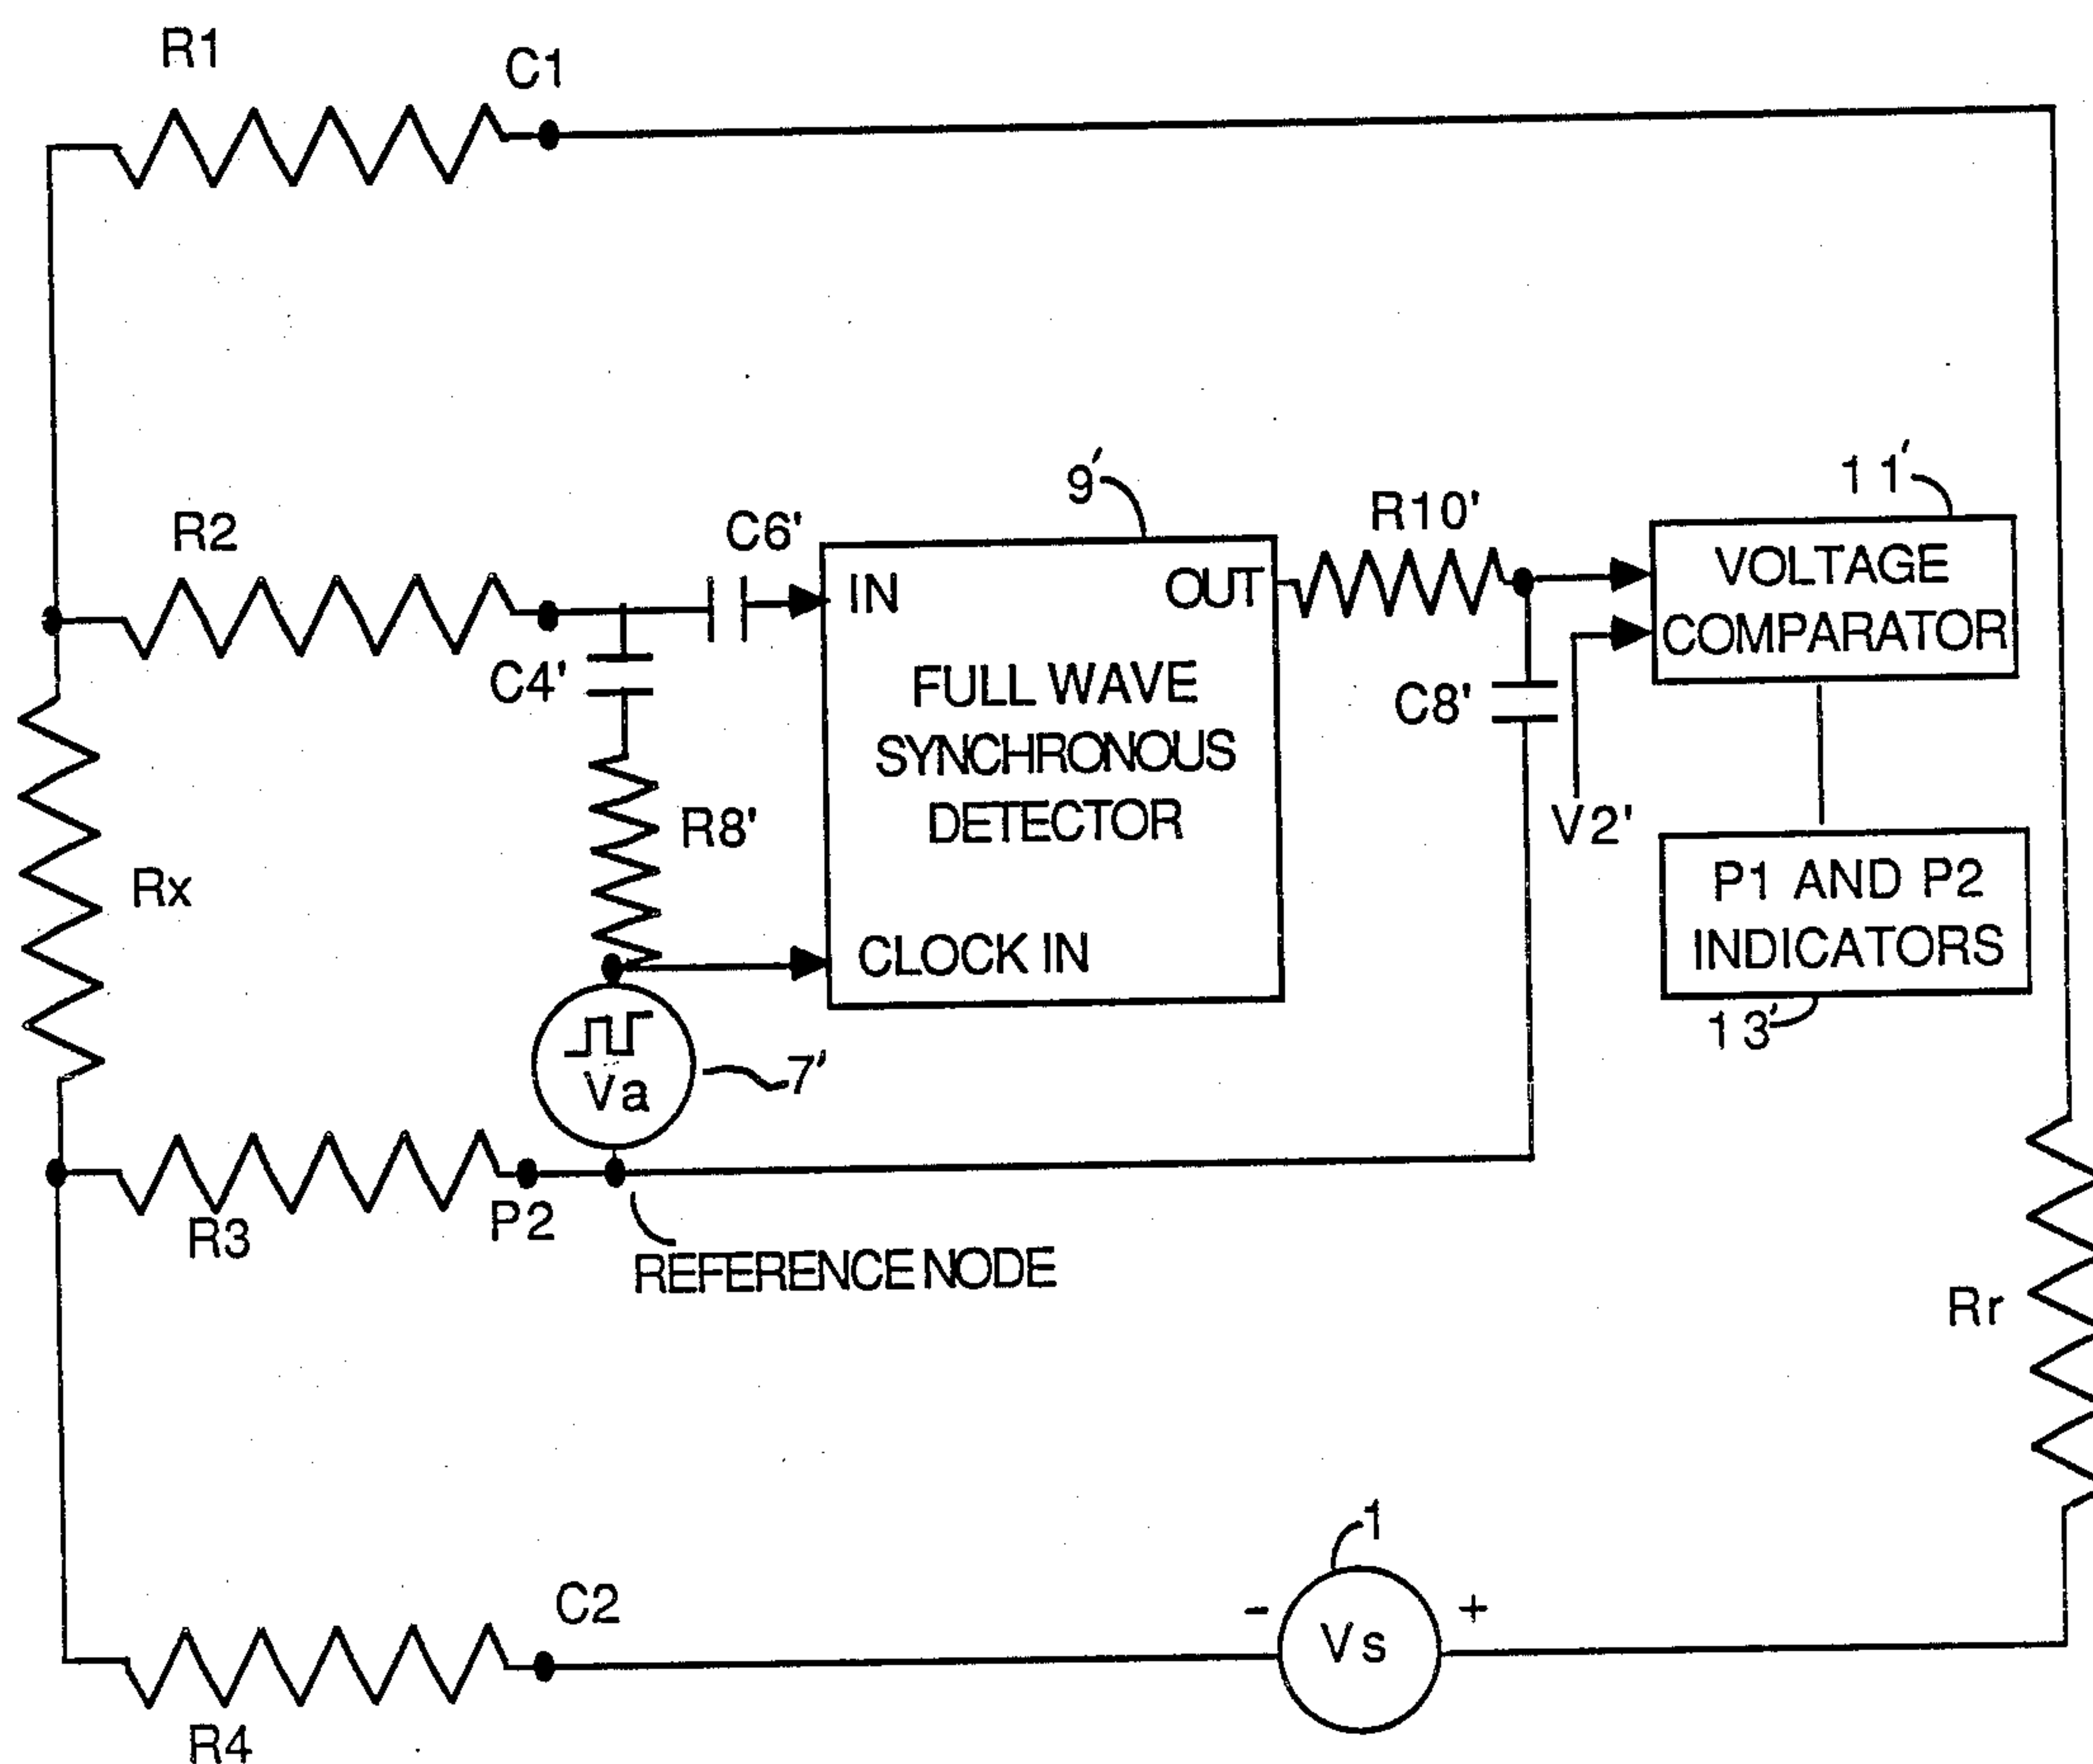 R1
C1
R2
C6'
9'
IN
OUT
FULL WAVE
SYNCHRONOUS
DETECTOR
CLOCK IN
R10'
11'
VOLTAGE
COMPARATOR
C4'
R8'
C8'
V2'
P1 AND P2
INDICATORS
13'
Rx
Va
7'
R3
P2
REFERENCE NODE
Rr
1
C2
-
Vs
+
R4